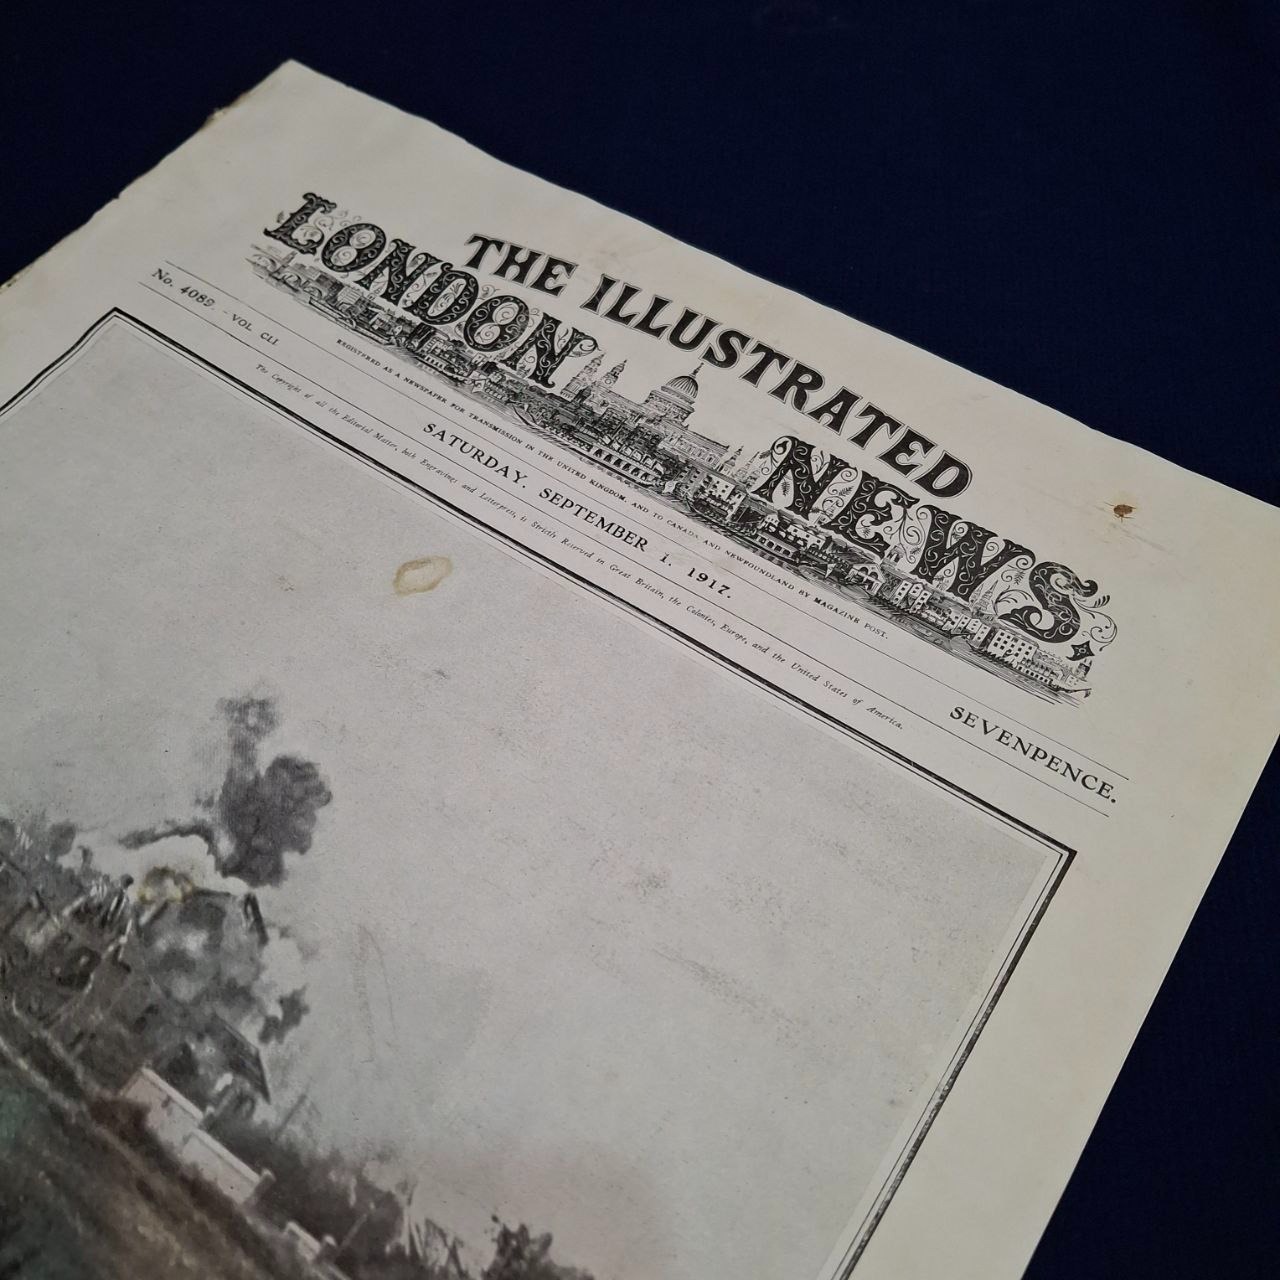 THE ILLUSTRATED
LONDON NEWS,
REGISTERED AS A NEWSPAPER FOR TRANSMISSION IN THE UNITED KINGDOM, AND TO CANADA AND NEWFOUNDLAND BY MAGAZINE POST.
No. 4089. - VOL CLI SATURDAY. SEPTEMBER 1. 1917. SEVENPENCE.
The Copyright of all the Editorial Matter, both Engravings and Letterpress, is Strictly Reserved in Great Britain, the Colonies, Europe, and the United States of America.